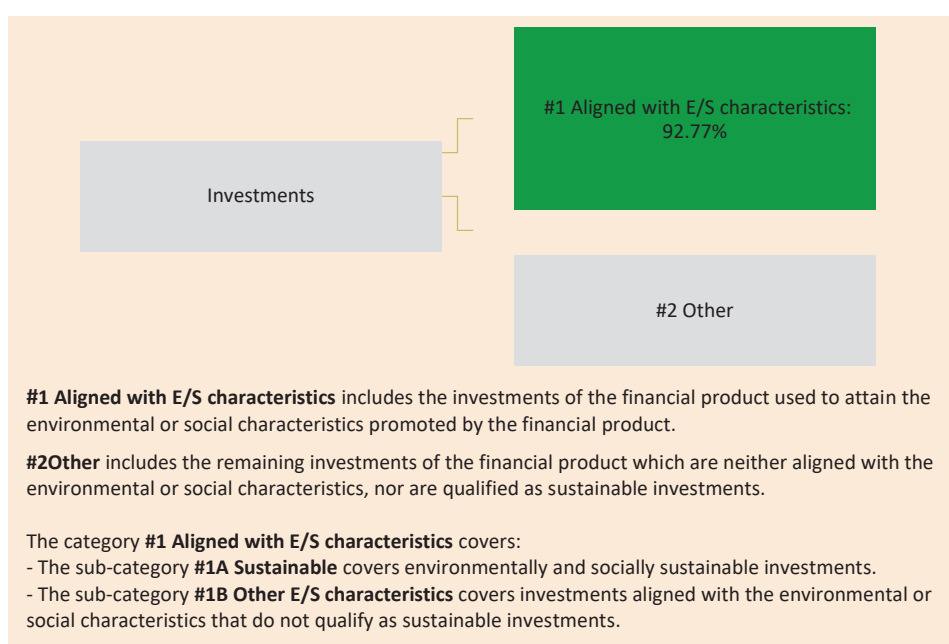 #1 Aligned with E/S characteristics:
92.77%
Investments
#2 Other
#1 Aligned with E/S characteristics includes the investments of the financial product used to attain the
environmental or social characteristics promoted by the financial product.
#2Other includes the remaining investments of the financial product which are neither aligned with the
environmental or social characteristics, nor are qualified as sustainable investments.
The category #1 Aligned with E/S characteristics covers:
- The sub-category #1A Sustainable covers environmentally and socially sustainable investments.
- The sub-category #1B Other E/S characteristics covers investments aligned with the environmental or
social characteristics that do not qualify as sustainable investments.